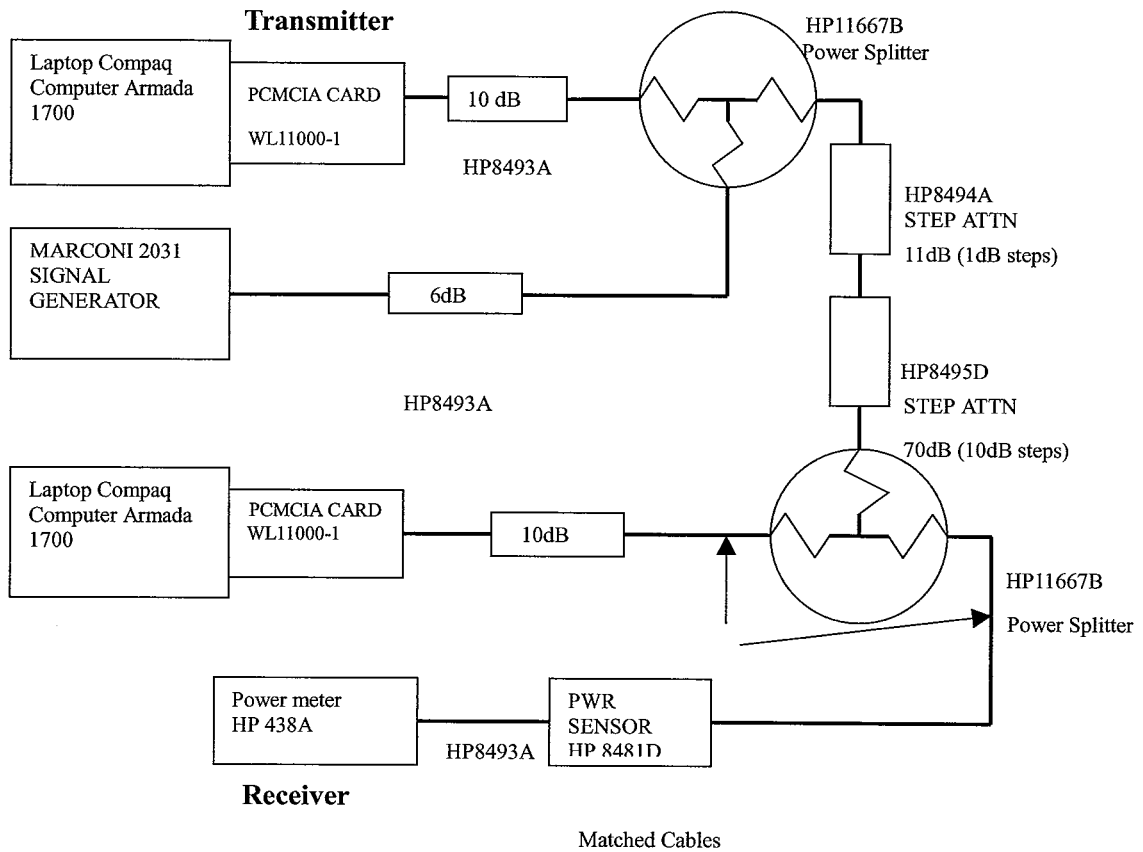 Transmitter
HP11667B
Power Splitter
Laptop Compaq
Computer Armada
1700
PCMCIA CARD
WL11000-1
10 dB
HP8493A
HP8494A
STEP ATTN
11dB (1dB steps)
MARCONI 2031
SIGNAL
GENERATOR
6dB
HP8493A
HP8495D
STEP ATTN
70dB (10dB steps)
Laptop Compaq
Computer Armada
1700
PCMCIA CARD
WL11000-1
10dB
HP11667B
Power Splitter
Power meter
HP 438A
HP8493A
PWR
SENSOR
HP 8481D
Receiver
Matched Cables